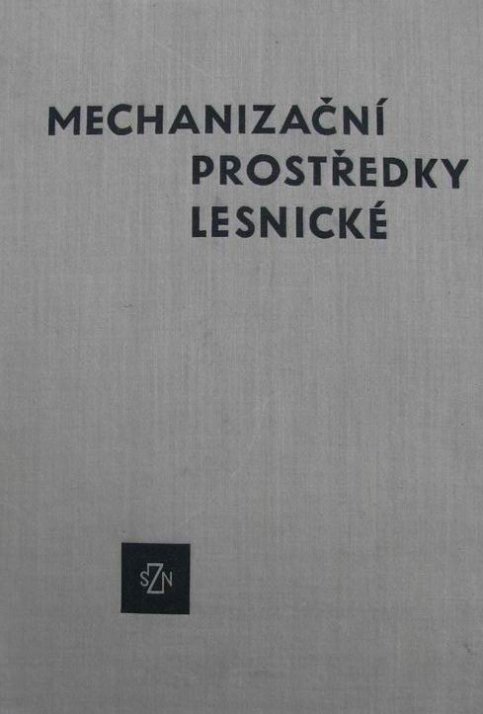 MECHANIZAČNÍ
PROSTŘEDKY
LESNICKÉ
SZN